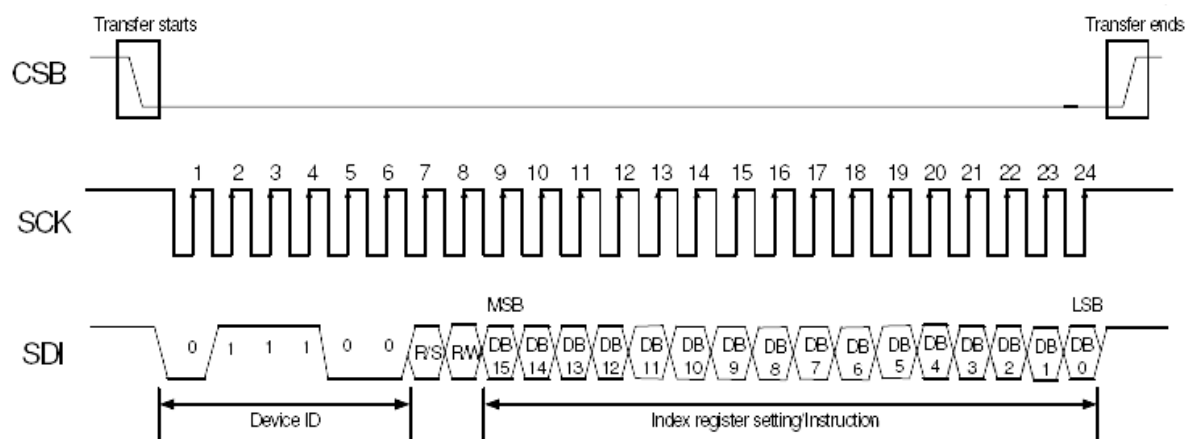 Transfer starts Transfer ends
CSB
1 2 3 4 5 6 7 8 9 10 11 12 13 14 15 16 17 18 19 20 21 22 23 24
SCK
MSB LSB
SDI 0 1 1 1 0 0 R/S R/W DB DB DB DB DB DB DB DB DB DB DB DB DB DB DB DB
15 14 13 12 11 10 9 8 7 6 5 4 3 2 1 0
Device ID Index register setting/Instruction